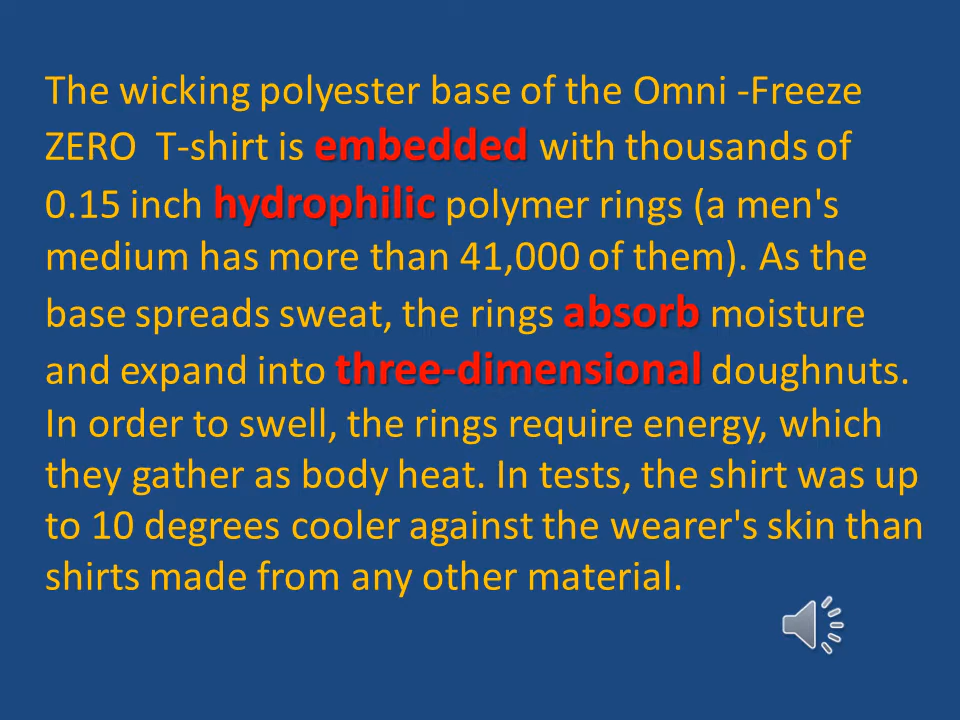 The wicking polyester base of the Omni -Freeze
ZERO  T-shirt is embedded with thousands of
0.15 inch hydrophilic polymer rings (a men's
medium has more than 41,000 of them). As the
base spreads sweat, the rings absorb moisture
and expand into three-dimensional doughnuts.
In order to swell, the rings require energy, which
they gather as body heat. In tests, the shirt was up
to 10 degrees cooler against the wearer's skin than
shirts made from any other material.